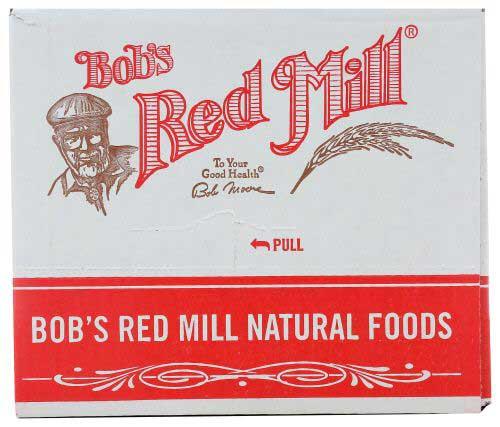 Bob's
Red Mill®
To Your
Good Health®
Bob Moore
PULL
BOB'S RED MILL NATURAL FOODS